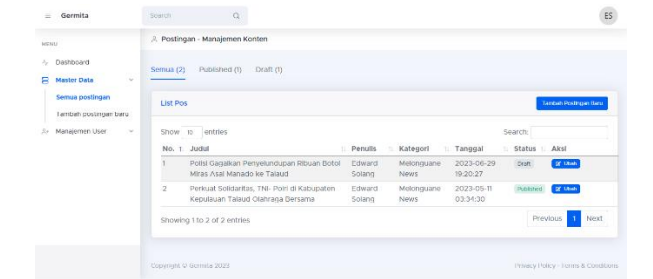 Germita
Search
ES
MENU
Dashboard
Master Data
Semua postingan
Tambah postingan baru
Manajemen User
Postingan - Manajemen Konten
Semua (2) Published (1) Draft (1)
List Pos
Tambah Postingan Baru
Show 10 entries
Search:
No. Judul Penulis Kategori Tanggal Status Aksi
1 Polisi Gagalkan Penyelundupan Ribuan Botol Edward Melonguane 2023-06-29 Draft Ubah
Miras Asal Manado ke Talaud Solang News 19:20:27
2 Perkuat Solidaritas, TNI- Polri di Kabupaten Edward Melonguane 2023-05-11 Published Ubah
Kepulauan Talaud Olahraga Bersama Solang News 03:34:30
Showing 1 to 2 of 2 entries
Previous 1 Next
Copyright © Germita 2023
Privacy Policy · Terms & Conditions